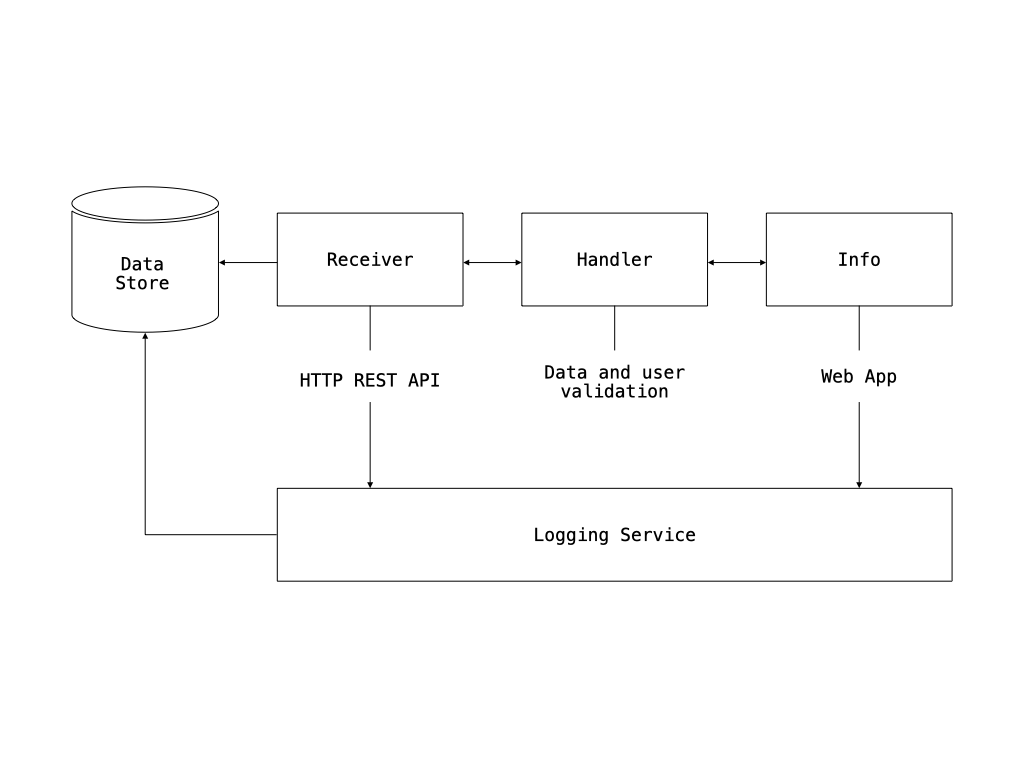 Data
Store
Receiver
Handler
Info
HTTP REST API
Data and user
validation
Web App
Logging Service